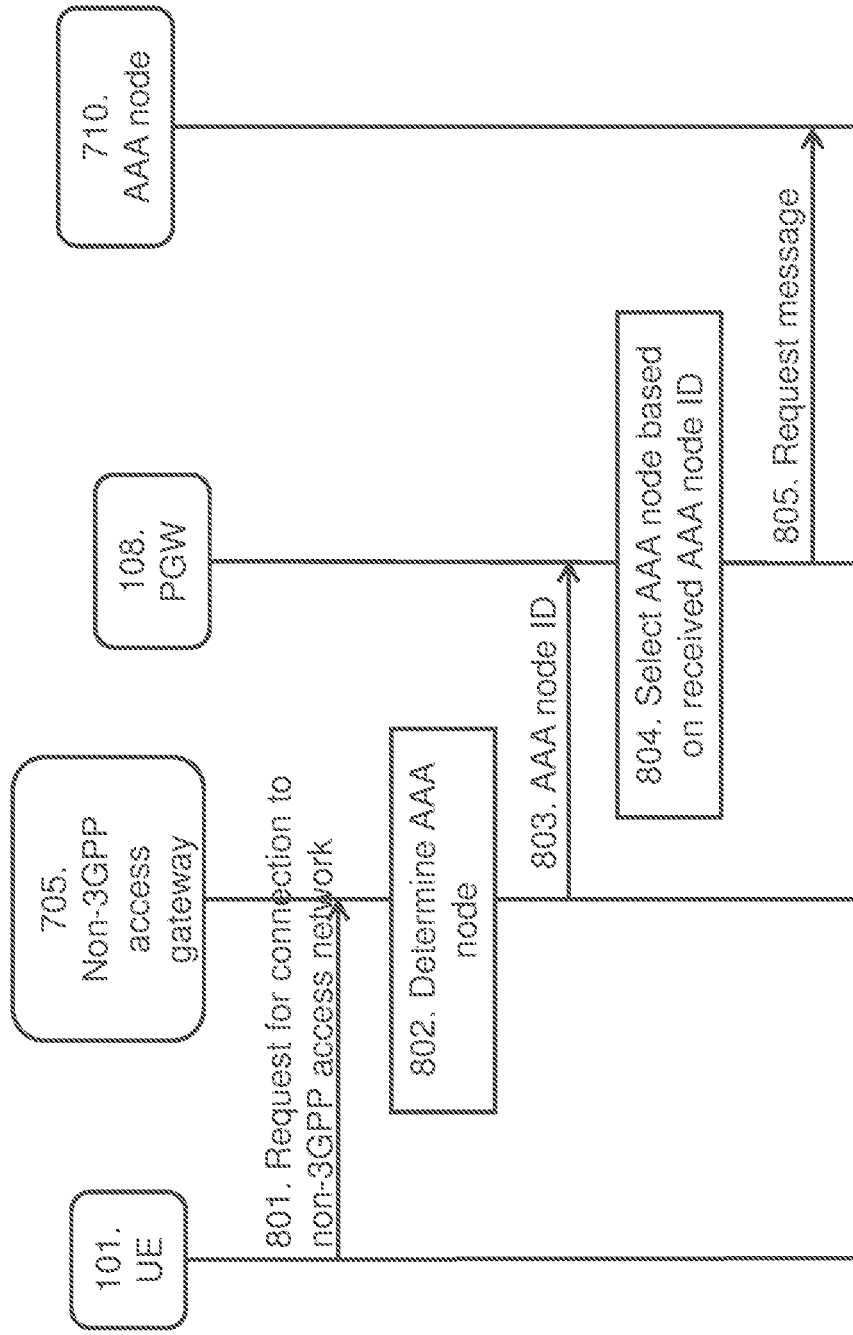 101.
UE
705.
Non-3GPP
access
gateway
108.
PGW
710.
AAA node
801. Request for connection to
non-3GPP access network
802. Determine AAA
node
803. AAA node ID
804. Select AAA node based
on received AAA node ID
805. Request message